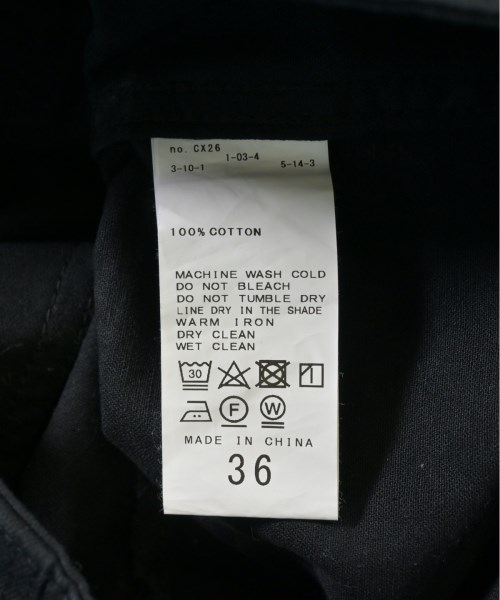 no. CX26
1-03-4
3-10-1 5-14-3
100% COTTON
MACHINE WASH COLD
DO NOT BLEACH
DO NOT TUMBLE DRY
LINE DRY IN THE SHADE
WARM IRON
DRY CLEAN
WET CLEAN
30
F W
MADE IN CHINA
36